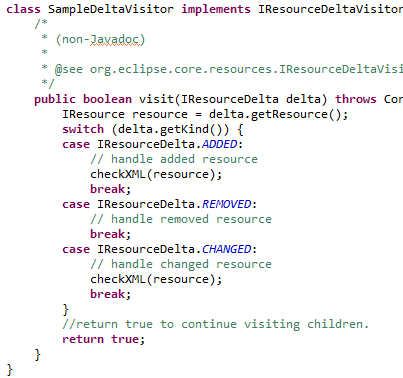 class SampleDeltaVisitor implements IResourceDeltaVisitor
/*
* (non-Javadoc)
*
* @see org.eclipse.core.resources.IResourceDeltaVisi
*/
public boolean visit(IResourceDelta delta) throws Cor
IResource resource = delta.getResource();
switch (delta.getKind()) {
case IResourceDelta.ADDED:
// handle added resource
checkXML(resource);
break;
case IResourceDelta.REMOVED:
// handle removed resource
break;
case IResourceDelta.CHANGED:
// handle changed resource
checkXML(resource);
break;
}
//return true to continue visiting children.
return true;
}
}